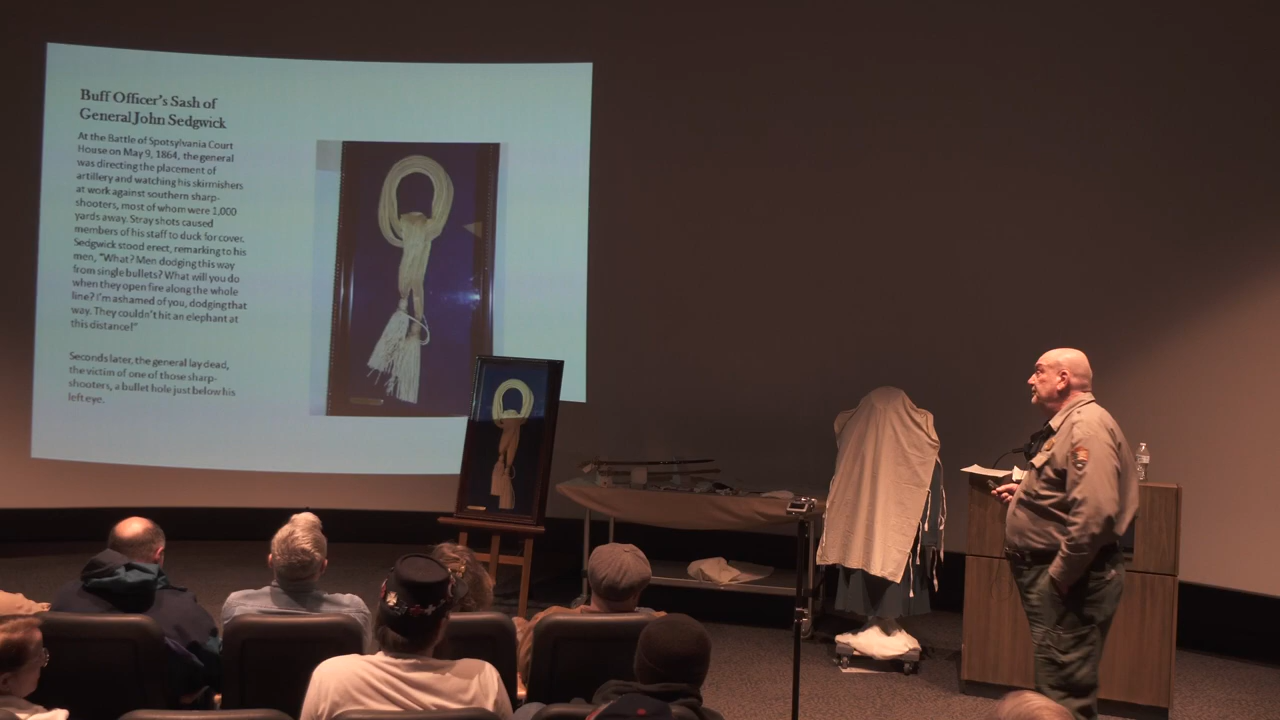 Buff Officer's Sash of
General John Sedgwick
At the Battle of Spotsylvania Court
House on May 9, 1864, the general
was directing the placement of
artillery and watching his skirmishers
at work against southern sharp-
shooters, most of whom were 1,000
yards away. Stray shots caused
members of his staff to duck for cover.
Sedgwick stood erect, remarking to his
men, "What? Men dodging this way
from single bullets? What will you do
when they open fire along the whole
line? I'm ashamed of you, dodging that
way. They couldn't hit an elephant at
this distance!"
Seconds later, the general lay dead,
the victim of one of those sharp-
shooters, a bullet hole just below his
left eye.